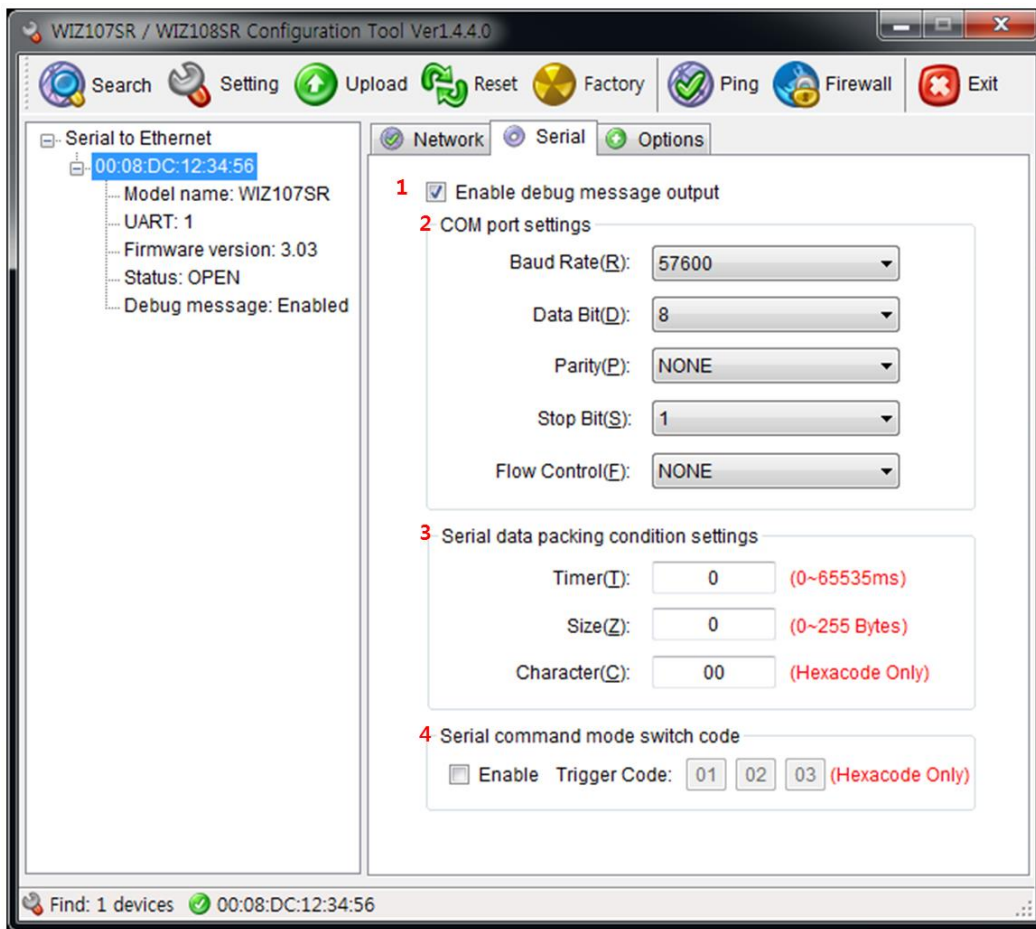 WIZ107SR / WIZ108SR Configuration Tool Ver1.4.4.0
Search Setting Upload Reset Factory Ping Firewall Exit
Serial to Ethernet
00:08:DC:12:34:56
Model name: WIZ107SR
UART: 1
Firmware version: 3.03
Status: OPEN
Debug message: Enabled
Network Serial Options
1 Enable debug message output
2 COM port settings
Baud Rate(R): 57600
Data Bit(D): 8
Parity(P): NONE
Stop Bit(S): 1
Flow Control(F): NONE
3 Serial data packing condition settings
Timer(T): 0 (0~65535ms)
Size(Z): 0 (0~255 Bytes)
Character(C): 00 (Hexacode Only)
4 Serial command mode switch code
Enable Trigger Code: 01 02 03 (Hexacode Only)
Find: 1 devices 00:08:DC:12:34:56